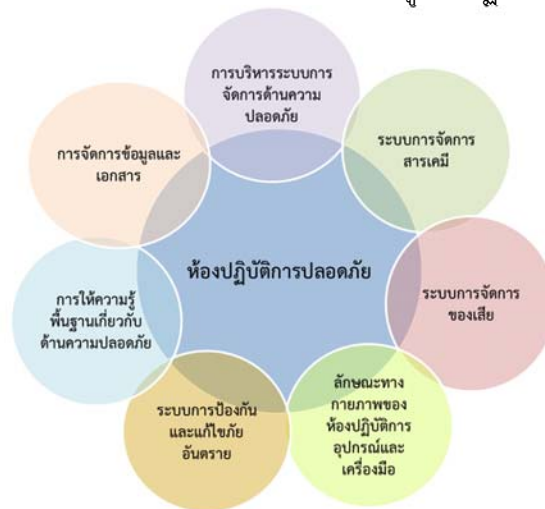 การบริหารระบบการ
จัดการด้านความ
ปลอดภัย
ระบบการจัดการ
สารเคมี
การจัดการข้อมูลและ
เอกสาร
ห้องปฏิบัติการปลอดภัย
ระบบการจัดการ
ของเสีย
การให้ความรู้
พื้นฐานเกี่ยวกับ
ด้านความปลอดภัย
ลักษณะทาง
กายภาพของ
ห้องปฏิบัติการ
อุปกรณ์และ
เครื่องมือ
ระบบการป้องกัน
และแก้ไขภัย
อันตราย